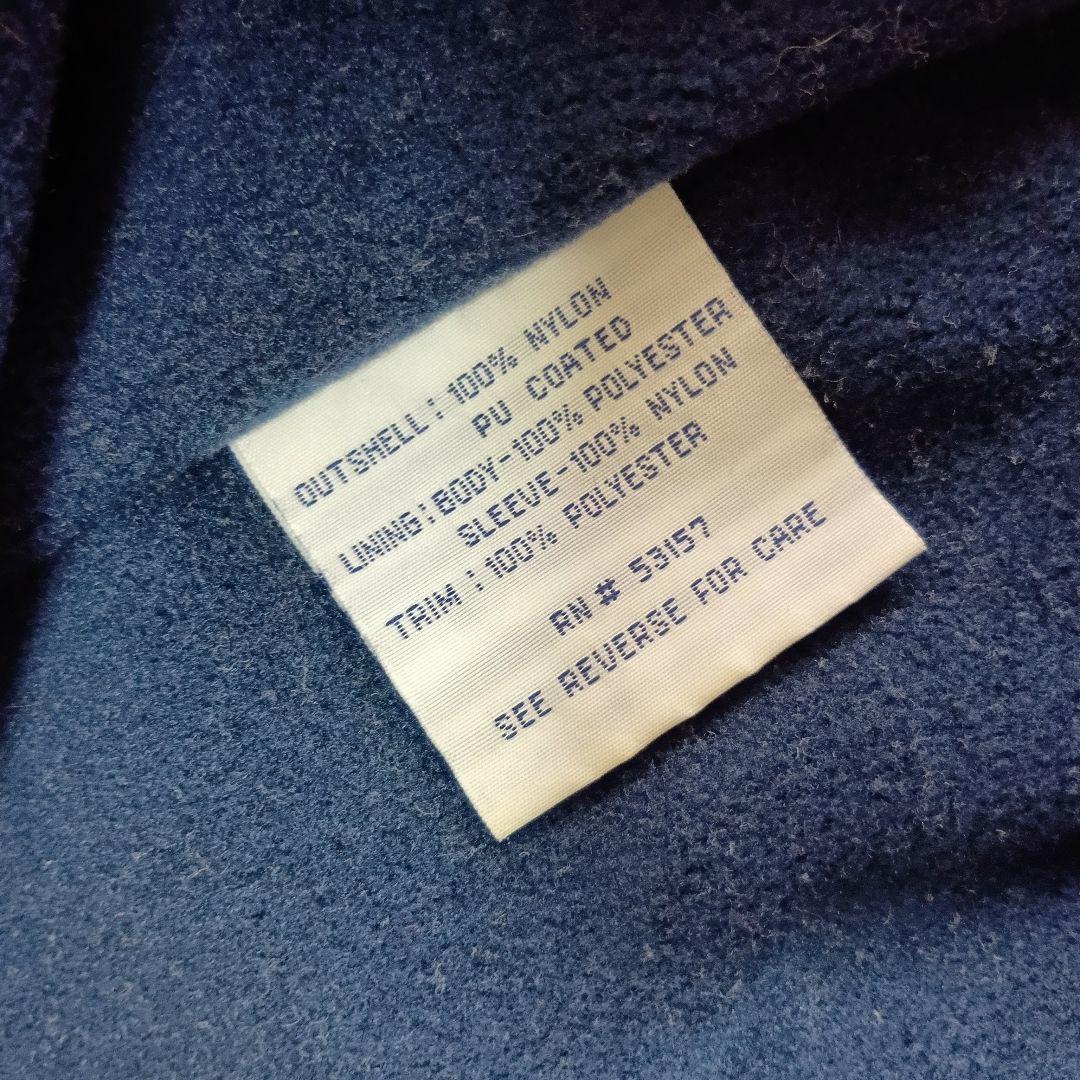 OUTSHELL: 100% NYLON
PU COATED
LINING: BODY-100% POLYESTER
SLEEVE-100% NYLON
TRIM: 100% POLYESTER
RN# 53157
SEE REVERSE FOR CARE